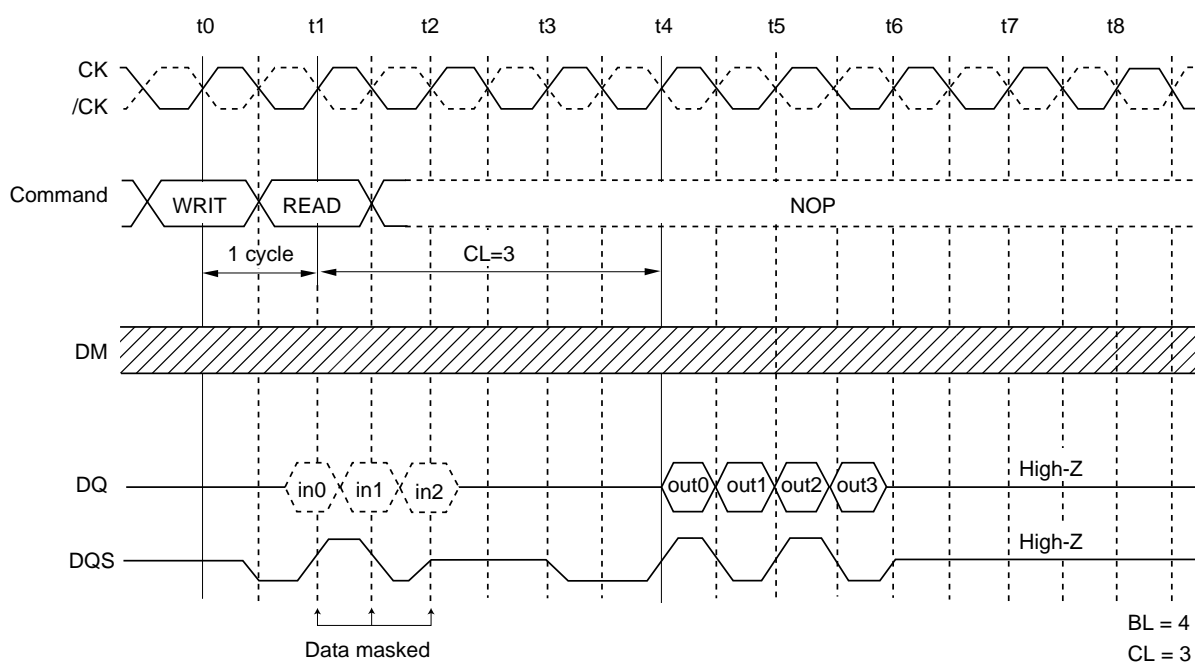 t0 t1 t2 t3 t4 t5 t6 t7 t8
CK
/CK
Command WRIT READ NOP
1 cycle CL=3
DM
DQ in0 in1 in2 out0 out1 out2 out3 High-Z
DQS High-Z
Data masked
BL = 4
CL = 3